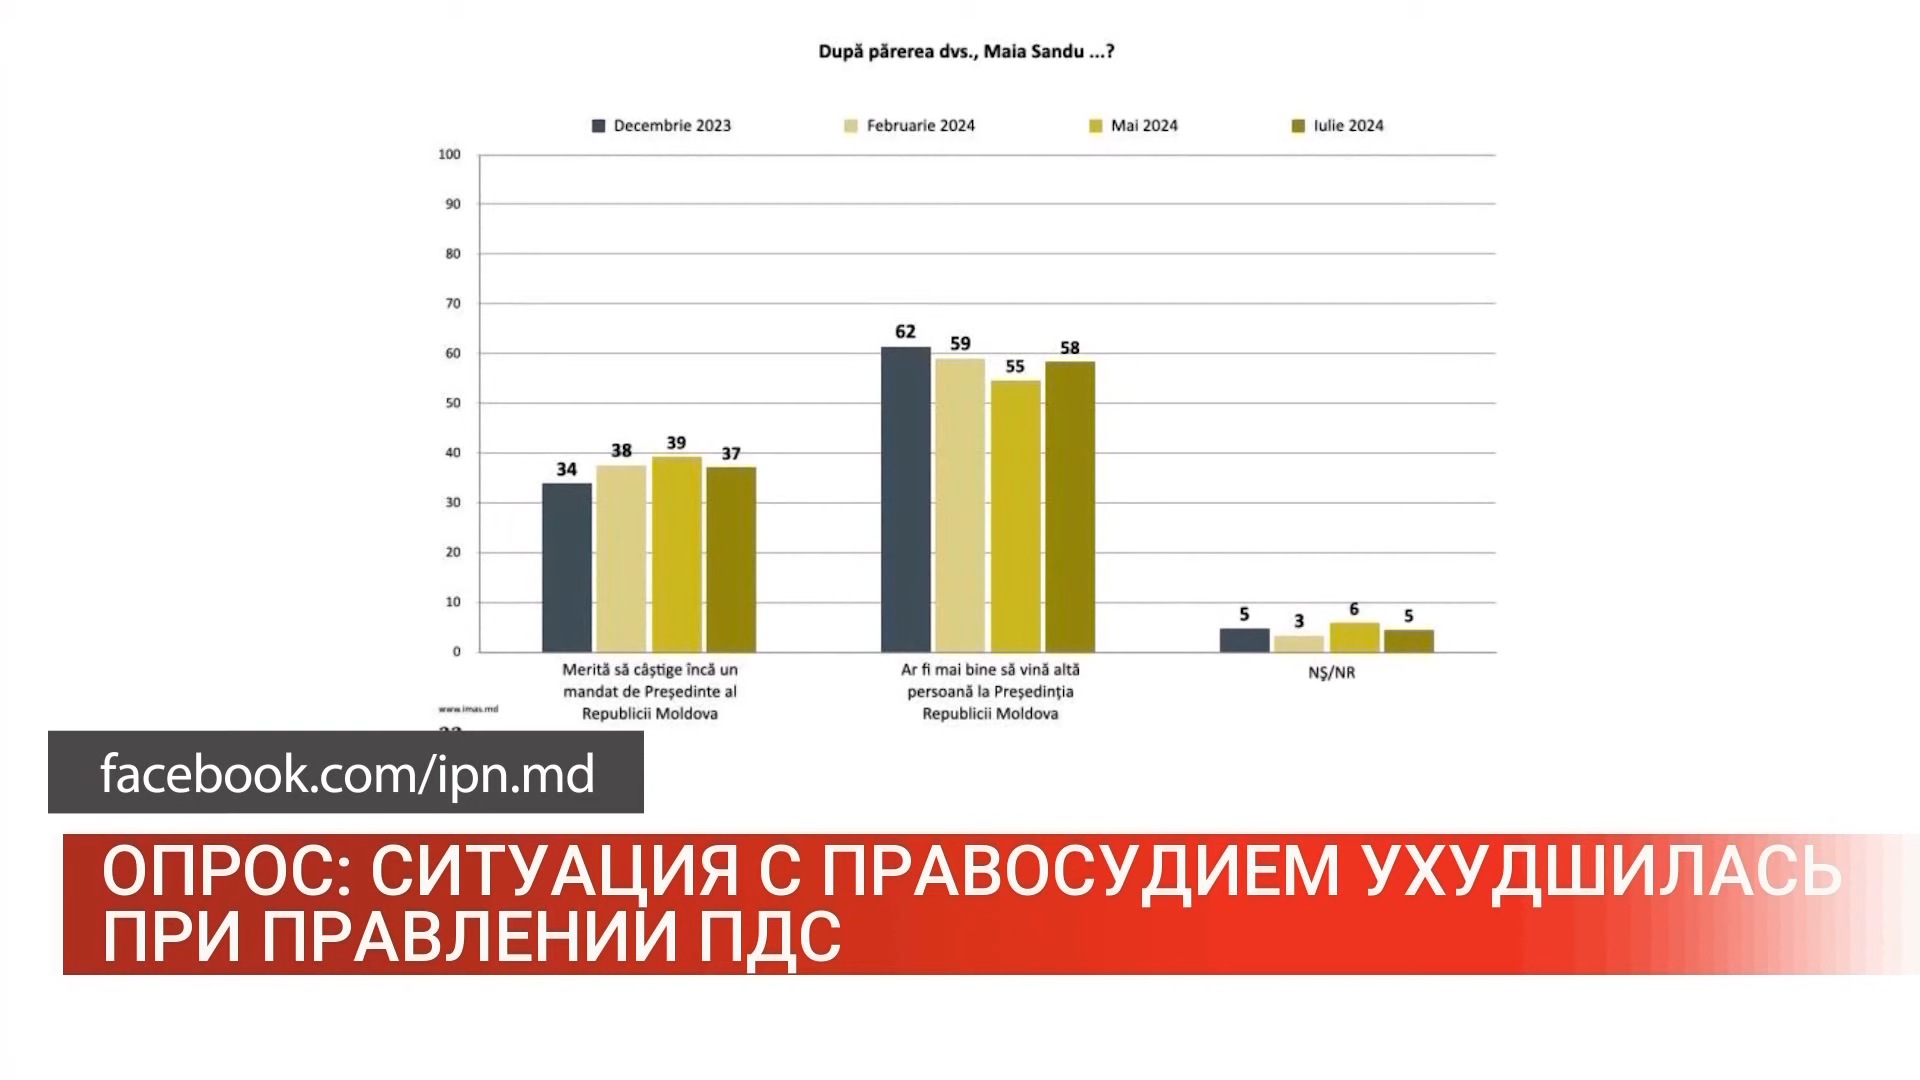 După părerea dvs., Maia Sandu ...?
Decembrie 2023 Februarie 2024 Mai 2024 Iulie 2024
100
90
80
70
60
50
40
30
20
10
0
34 38 39 37
62 59 55 58
5 3 6 5
Merită să câștige încă un
mandat de Președinte al
Republicii Moldova
Ar fi mai bine să vină altă
persoană la Președinția
Republicii Moldova
NȘ/NR
www.imas.md
facebook.com/ipn.md
ОПРОС: СИТУАЦИЯ С ПРАВОСУДИЕМ УХУДШИЛАСЬ
ПРИ ПРАВЛЕНИИ ПДС